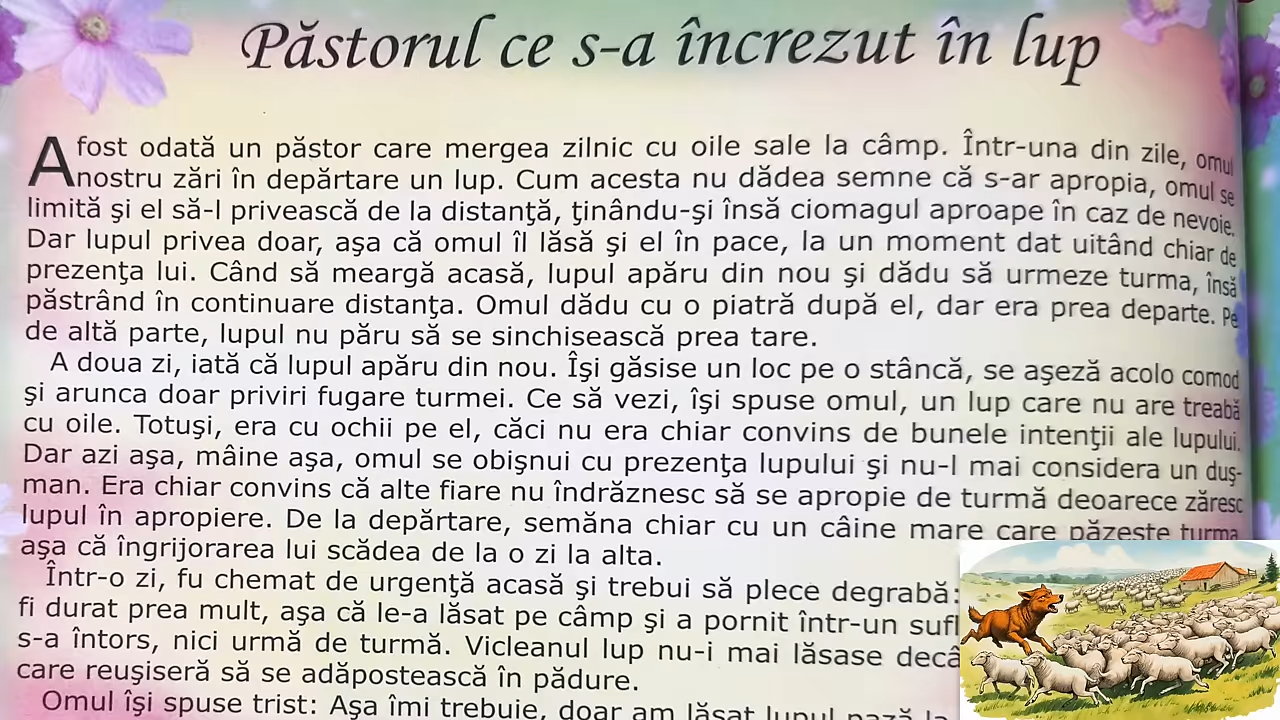 Păstorul ce s-a încrezut în lup
A fost odată un păstor care mergea zilnic cu oile sale la câmp. Într-una din zile, omul
nostru zări în depărtare un lup. Cum acesta nu dădea semne că s-ar apropia, omul se
limită şi el să-l privească de la distanţă, ţinându-şi însă ciomagul aproape în caz de nevoie.
Dar lupul privea doar, aşa că omul îl lăsă şi el în pace, la un moment dat uitând chiar de
prezenţa lui. Când să meargă acasă, lupul apăru din nou şi dădu să urmeze turma, însă
păstrând în continuare distanţa. Omul dădu cu o piatră după el, dar era prea departe. Pe
de altă parte, lupul nu păru să se sinchisească prea tare.
A doua zi, iată că lupul apăru din nou. Îşi găsise un loc pe o stâncă, se aşeză acolo comod
şi arunca doar priviri fugare turmei. Ce să vezi, îşi spuse omul, un lup care nu are treabă
cu oile. Totuşi, era cu ochii pe el, căci nu era chiar convins de bunele intenţii ale lupului.
Dar azi aşa, mâine aşa, omul se obişnui cu prezenţa lupului şi nu-l mai considera un duş-
man. Era chiar convins că alte fiare nu îndrăznesc să se apropie de turmă deoarece zăresc
lupul în apropiere. De la depărtare, semăna chiar cu un câine mare care păzeşte turma
aşa că îngrijorarea lui scădea de la o zi la alta.
Într-o zi, fu chemat de urgenţă acasă şi trebui să plece degrabă:
fi durat prea mult, aşa că le-a lăsat pe câmp şi a pornit într-un
s-a întors, nici urmă de turmă. Vicleanul lup nu-i mai lăsase
care reuşiseră să se adăpostească în pădure.
Omul îşi spuse trist: Aşa îmi trebuie, doar am lăsat lupul pază la